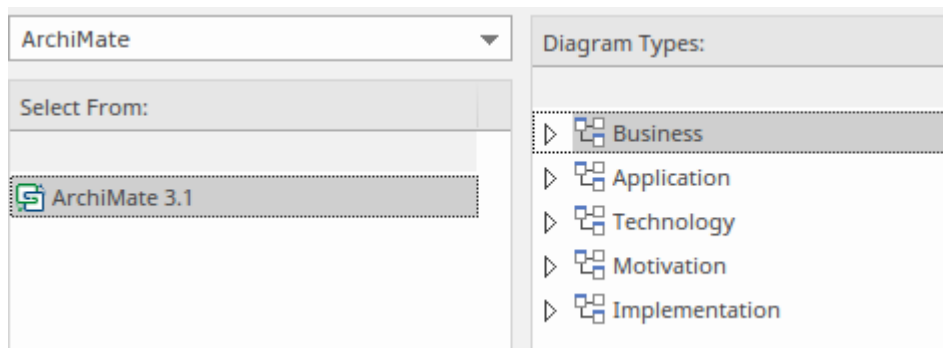 ArchiMate
Select From:
ArchiMate 3.1
Diagram Types:
Business
Application
Technology
Motivation
Implementation